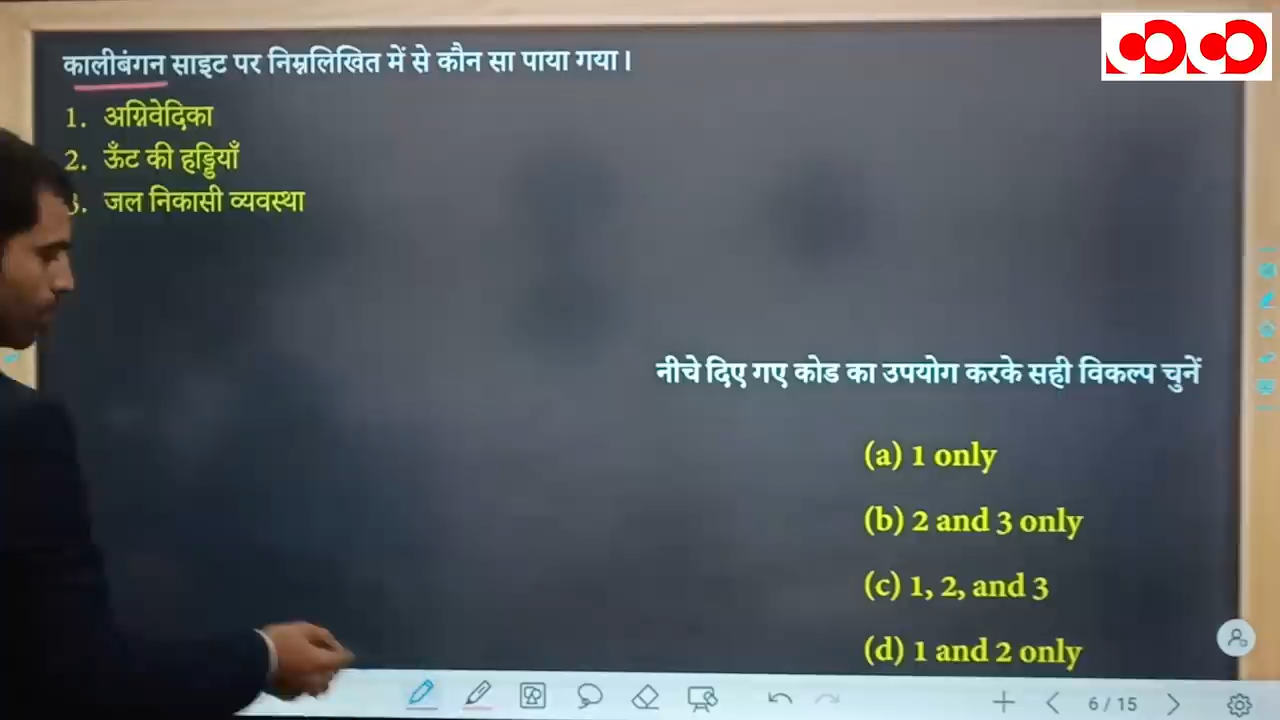 कालीबंगन साइट पर निम्नलिखित में से कौन सा पाया गया।
1. अग्निवेदिका
2. ऊँट की हड्डियाँ
3. जल निकासी व्यवस्था
नीचे दिए गए कोड का उपयोग करके सही विकल्प चुनें
(a) 1 only
(b) 2 and 3 only
(c) 1, 2, and 3
(d) 1 and 2 only
6 / 15